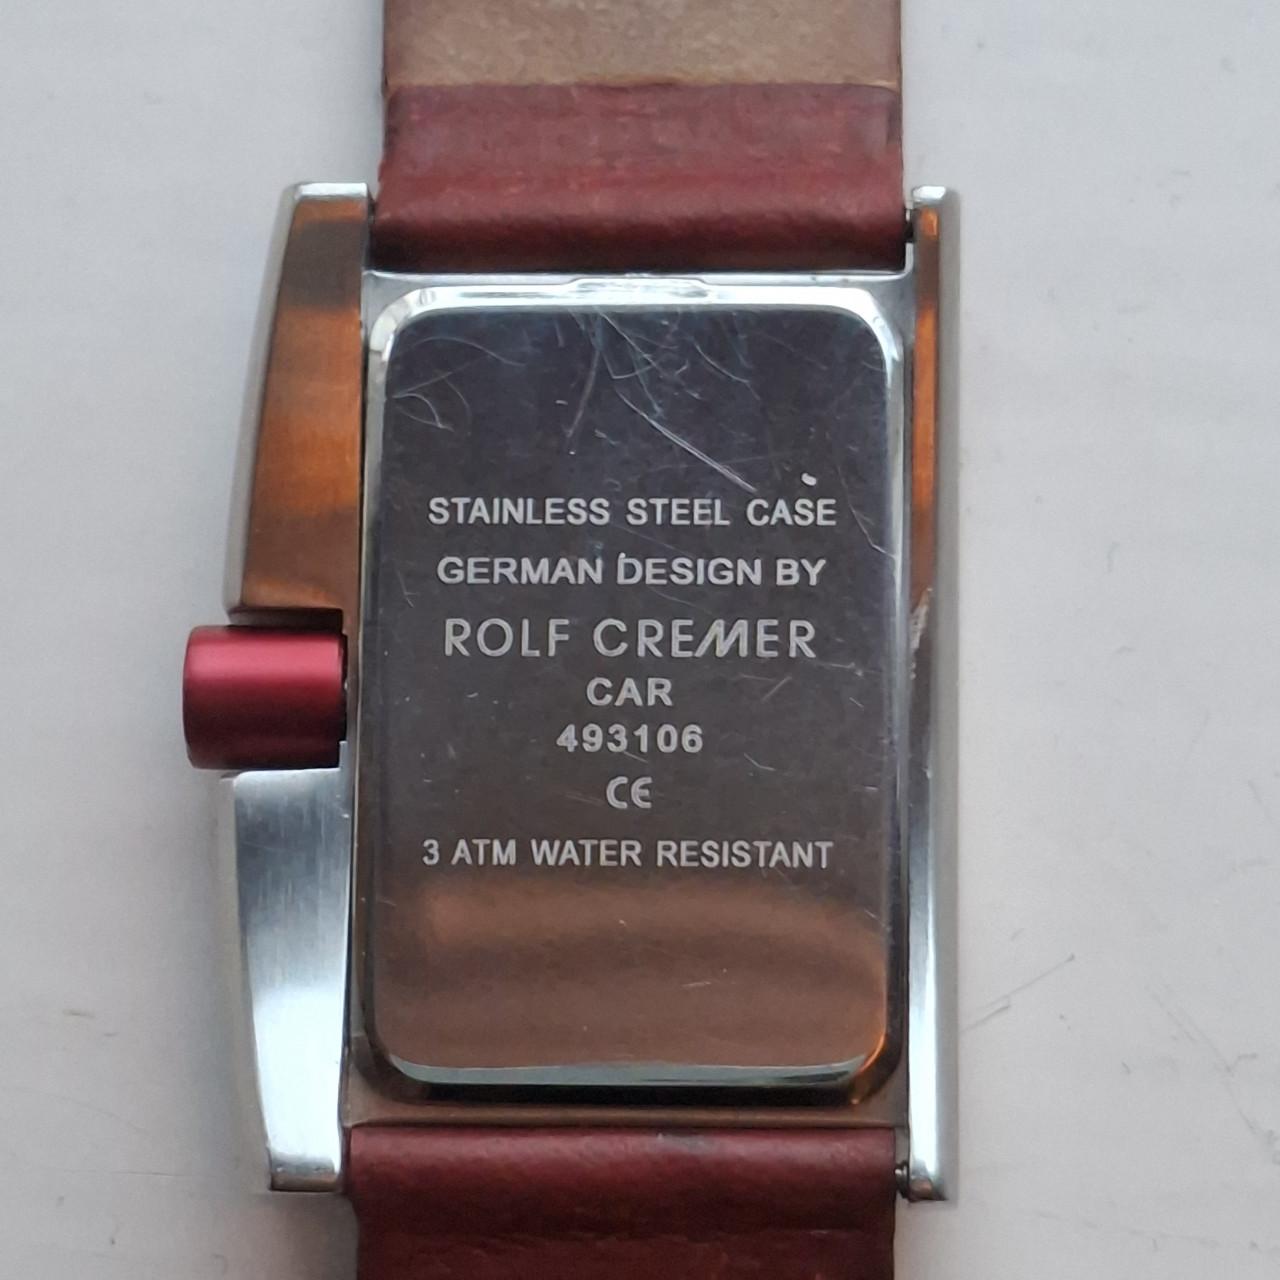 STAINLESS STEEL CASE
GERMAN DESIGN BY
ROLF CREMER
CAR
493106
CE
3 ATM WATER RESISTANT